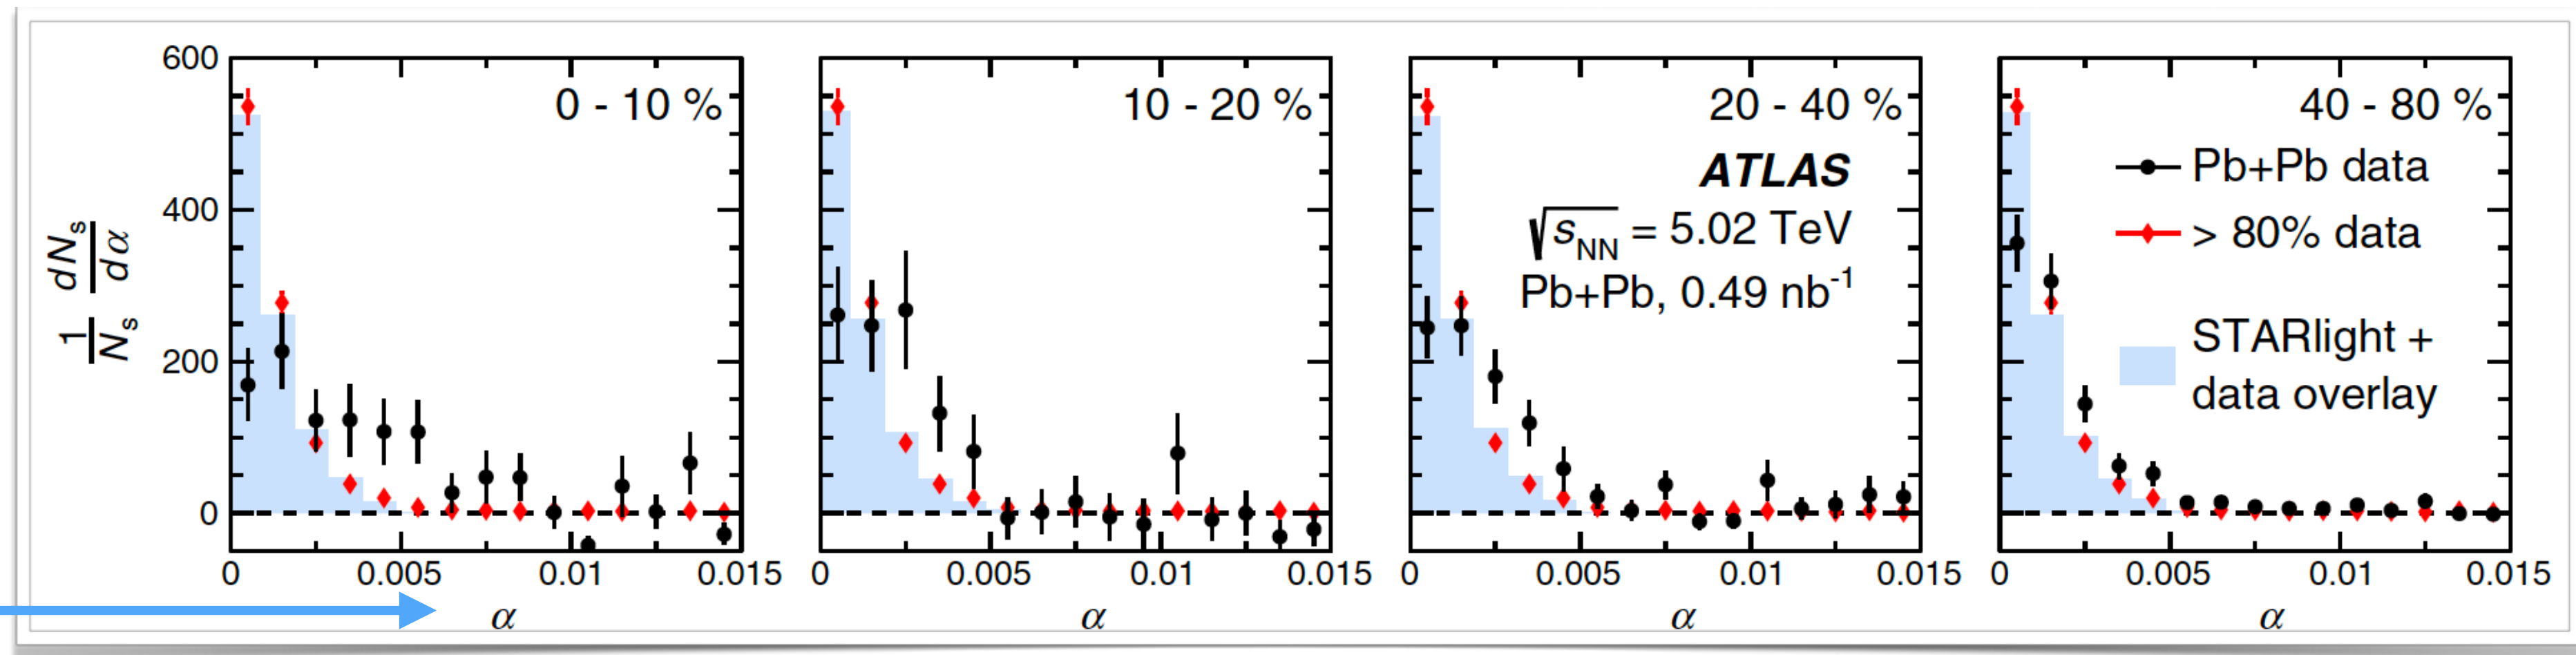 600
400
200
0
1/N_s dN_s/dα
0 - 10 %
0 0.005 0.01 0.015
α
10 - 20 %
0 0.005 0.01 0.015
α
20 - 40 %
ATLAS
√s_NN = 5.02 TeV
Pb+Pb, 0.49 nb⁻¹
0 0.005 0.01 0.015
α
40 - 80 %
Pb+Pb data
> 80% data
STARlight +
data overlay
0 0.005 0.01 0.015
α